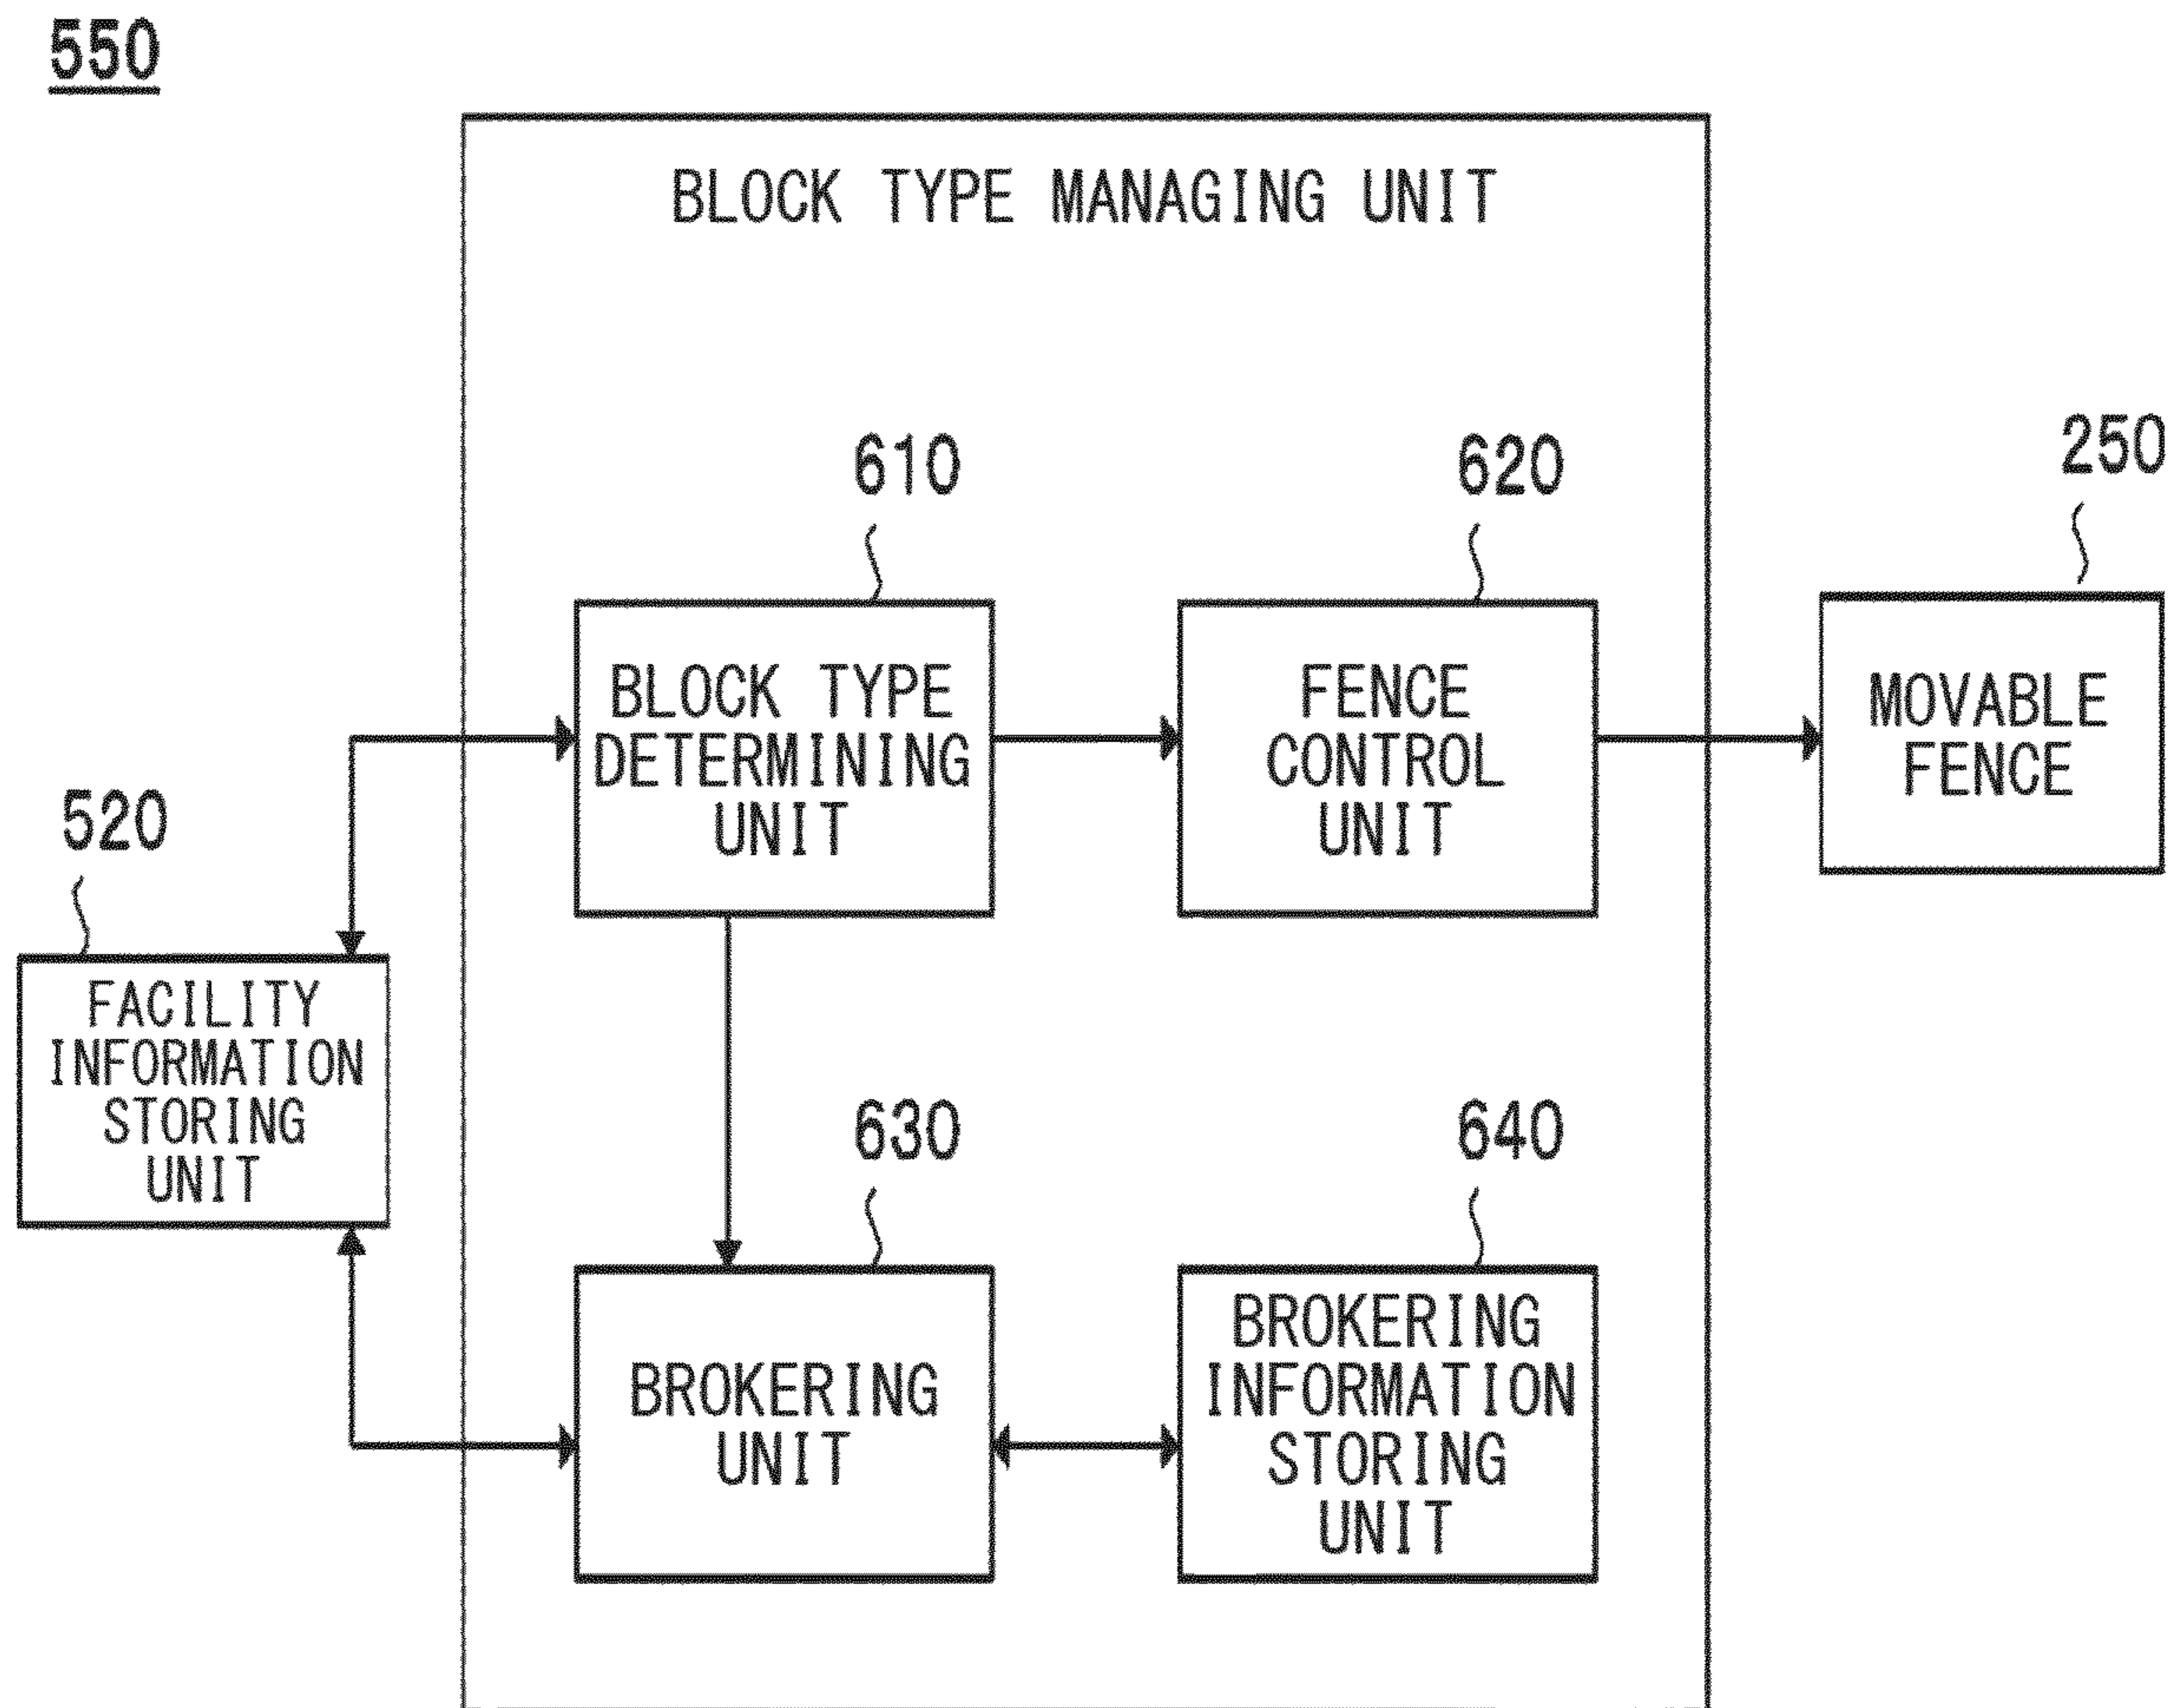 550
BLOCK TYPE MANAGING UNIT
610
620
250
BLOCK TYPE
DETERMINING
UNIT
FENCE
CONTROL
UNIT
MOVABLE
FENCE
520
FACILITY
INFORMATION
STORING
UNIT
630
640
BROKERING
UNIT
BROKERING
INFORMATION
STORING
UNIT